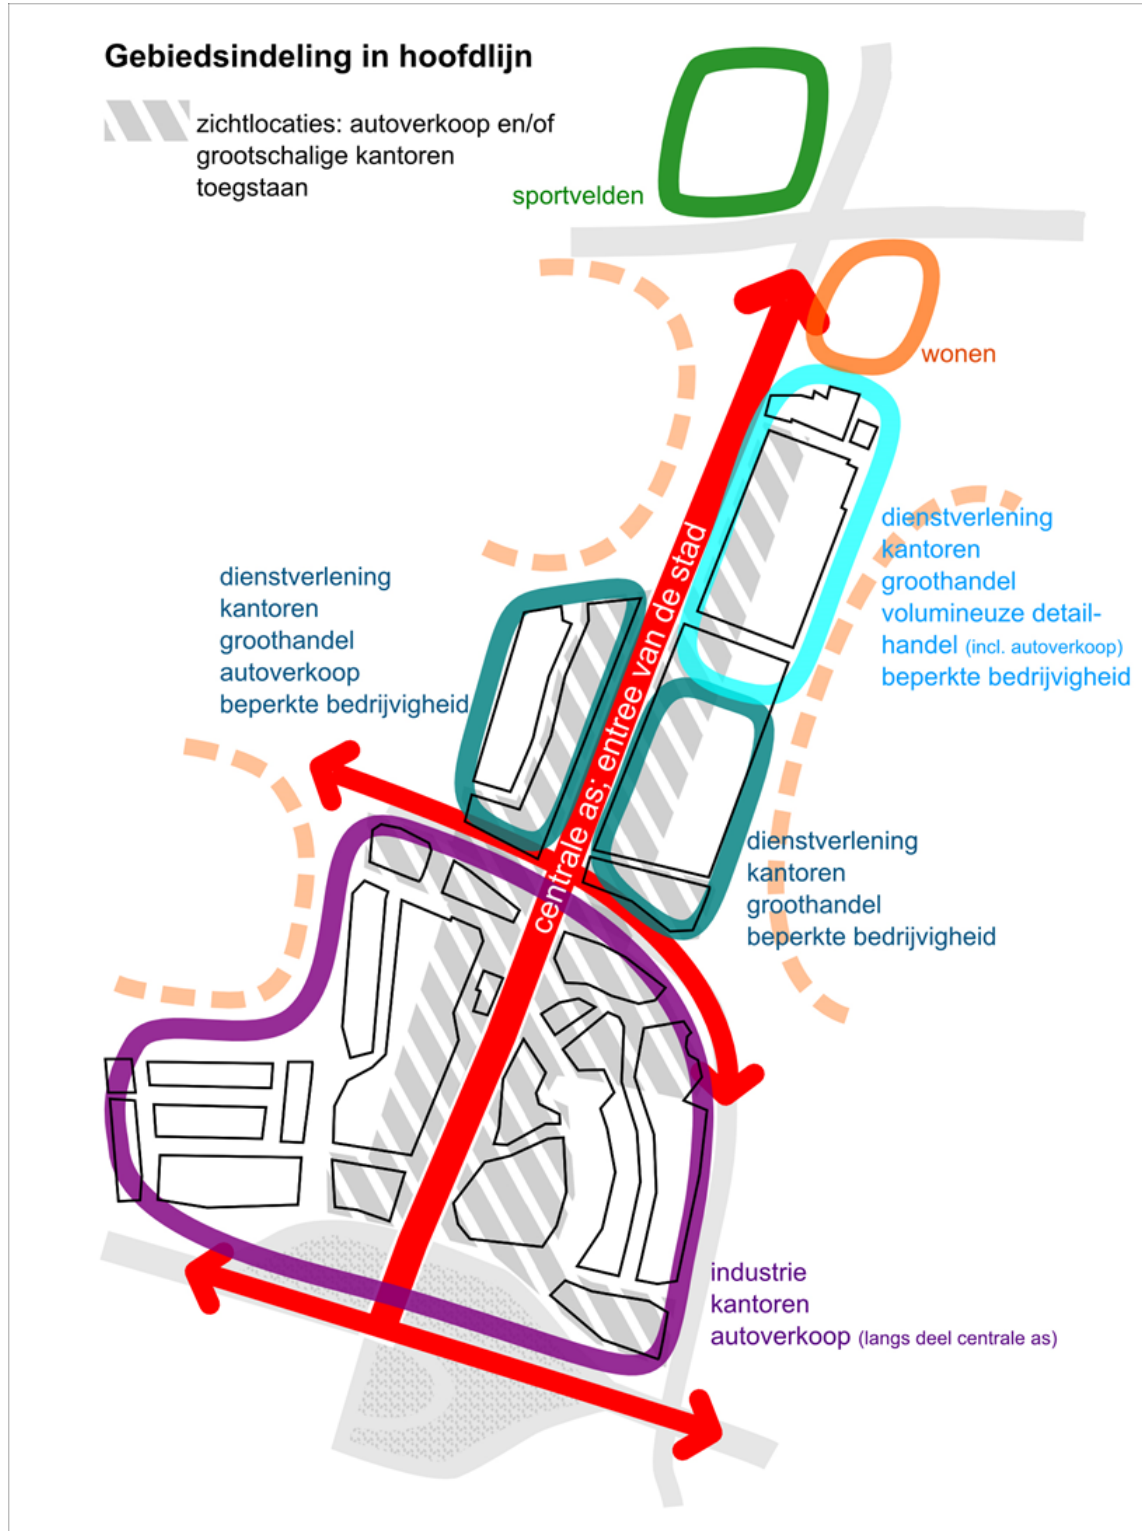 Gebiedsindeling in hoofdlijn
zichtlocaties: autoverkoop en/of
grootschalige kantoren
toegstaan
sportvelden
wonen
dienstverlening
kantoren
groothandel
volumineuze detail-
handel (incl. autoverkoop)
beperkte bedrijvigheid
dienstverlening
kantoren
groothandel
autoverkoop
beperkte bedrijvigheid
centrale as; entree van de stad
dienstverlening
kantoren
groothandel
beperkte bedrijvigheid
industrie
kantoren
autoverkoop (langs deel centrale as)